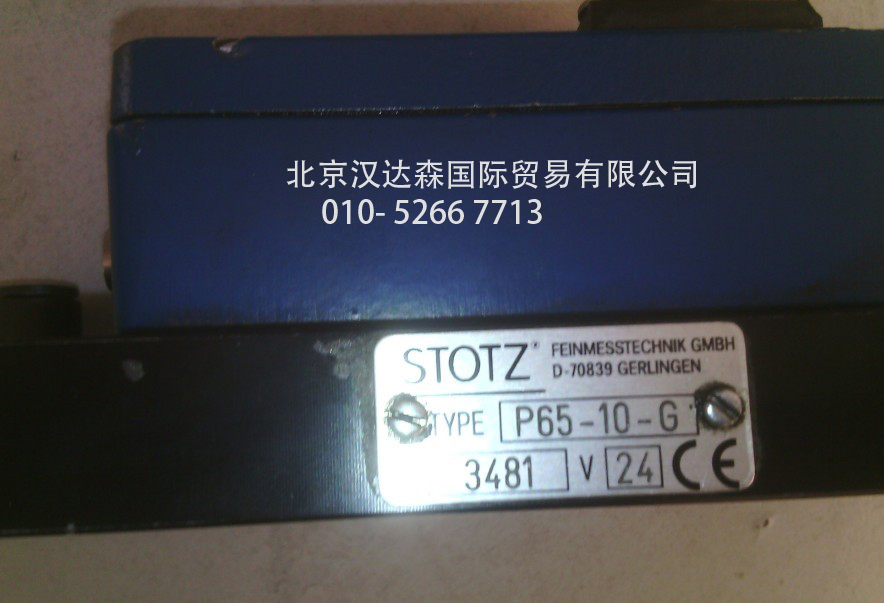 北京汉达森国际贸易有限公司
010- 5266 7713
STOTZ® FEINMESSTECHNIK GMBH
D-70839 GERLINGEN
TYPE P65-10-G
3481 V 24 CE